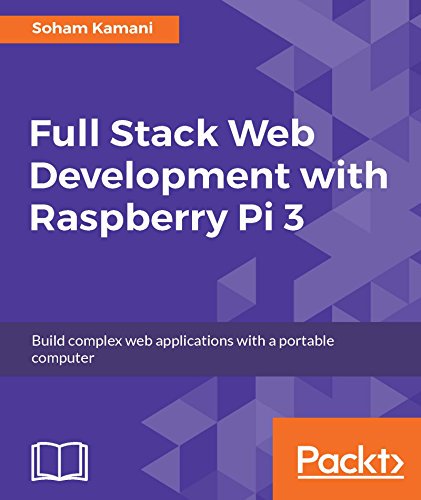 Soham Kamani
Full Stack Web
Development with
Raspberry Pi 3
Build complex web applications with a portable
computer
Packt>